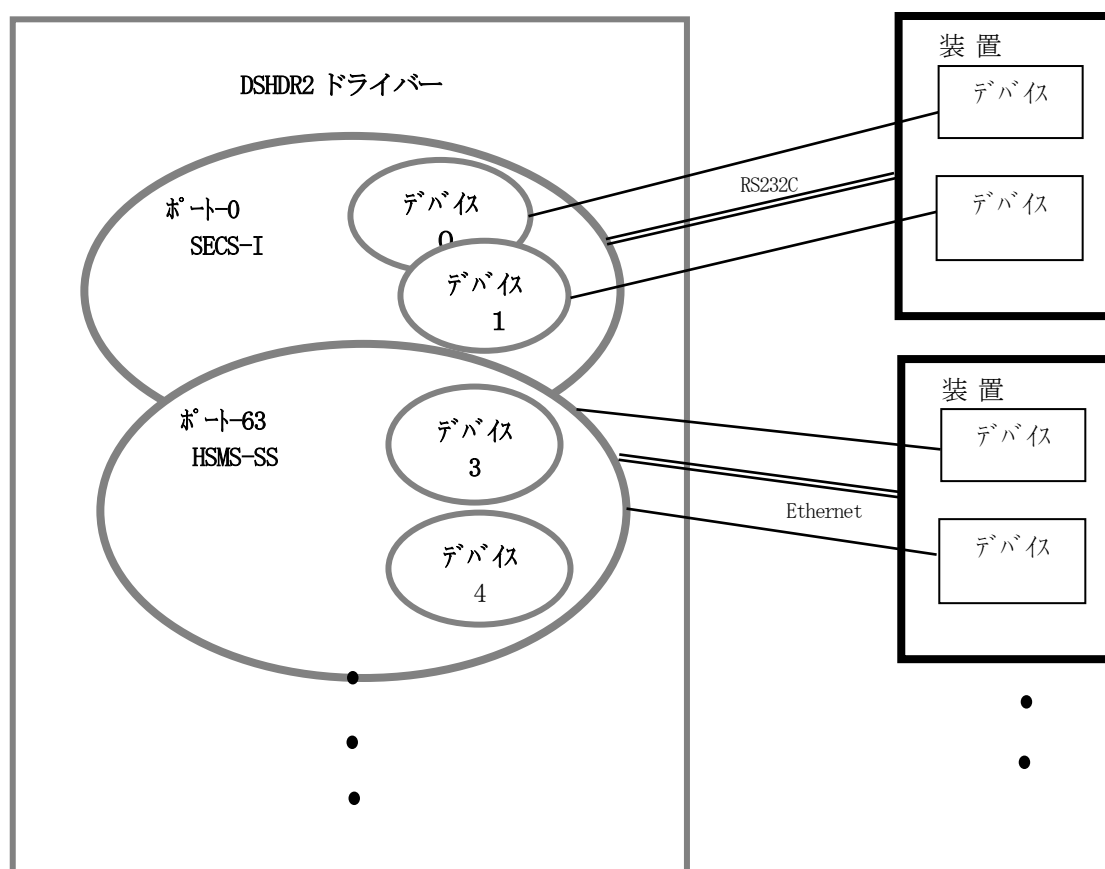 DSHDR2 ドライバー
ポート-0
SECS-I
デバイス
0
デバイス
1
ポート-63
HSMS-SS
デバイス
3
デバイス
4
RS232C
Ethernet
装 置
デバイス
デバイス
装 置
デバイス
デバイス